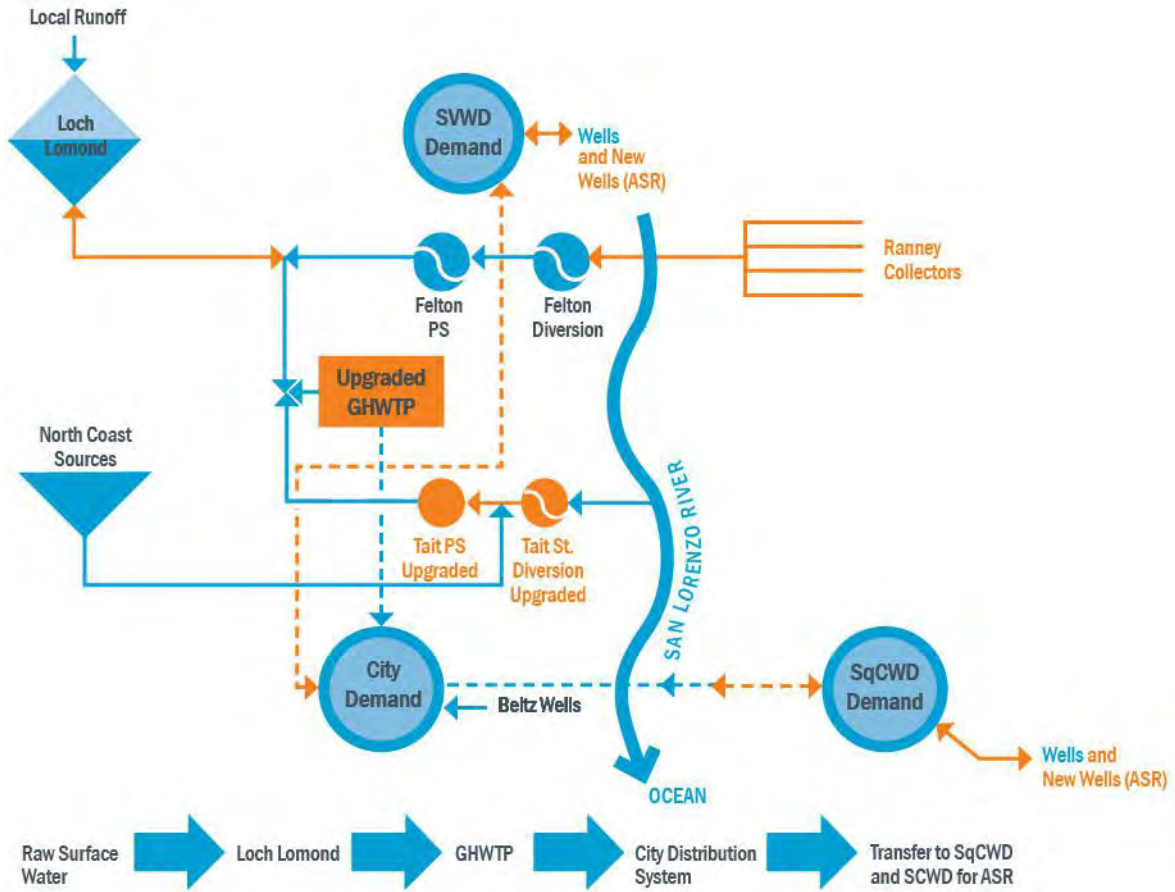 Local Runoff
Loch
Lomond
SVWD
Demand
Wells
and New
Wells (ASR)
Ranney
Collectors
Felton
PS
Felton
Diversion
Upgraded
GHWTP
North Coast
Sources
Tait PS
Upgraded
Tait St.
Diversion
Upgraded
SAN LORENZO RIVER
City
Demand
Beltz Wells
SqCWD
Demand
Wells and
New Wells (ASR)
OCEAN
Raw Surface
Water
Loch Lomond
GHWTP
City Distribution
System
Transfer to SqCWD
and SCWD for ASR